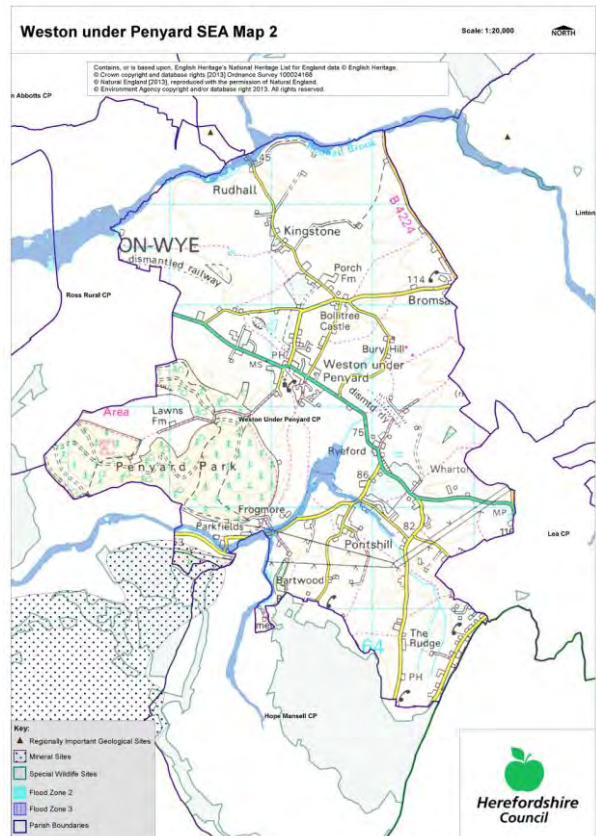 Weston under Penyard SEA Map 2
Scale: 1:20,000
NORTH
Contains, or is based upon, English Heritage's National Heritage List for England data © English Heritage.
© Crown copyright and database rights [2013] Ordnance Survey 100024168
© Natural England [2013], reproduced with the permission of Natural England.
© Environment Agency copyright and database right 2013. All rights reserved.
n Abbotts CP
45
Rudhall
B 4224
Linton
Kingstone
ON-WYE
dismantled railway
Porch
Fm
114
Bromsa
Ross Rural CP
Bollitree
Castle
Bury Hill
PH
MS
Weston under
Penyard
dismtd rly
Area
Lawns
Fm
Weston Under Penyard CP
75
Ryeford
Penyard Park
86
Wharton
Frogmore
MP
Parkfields
82
Lea CP
63
Pontshill
Bartwood
The
Rudge
64
PH
Hope Mansell CP
Key:
Regionally Important Geological Sites
Mineral Sites
Special Wildlife Sites
Flood Zone 2
Flood Zone 3
Parish Boundaries
Herefordshire
Council